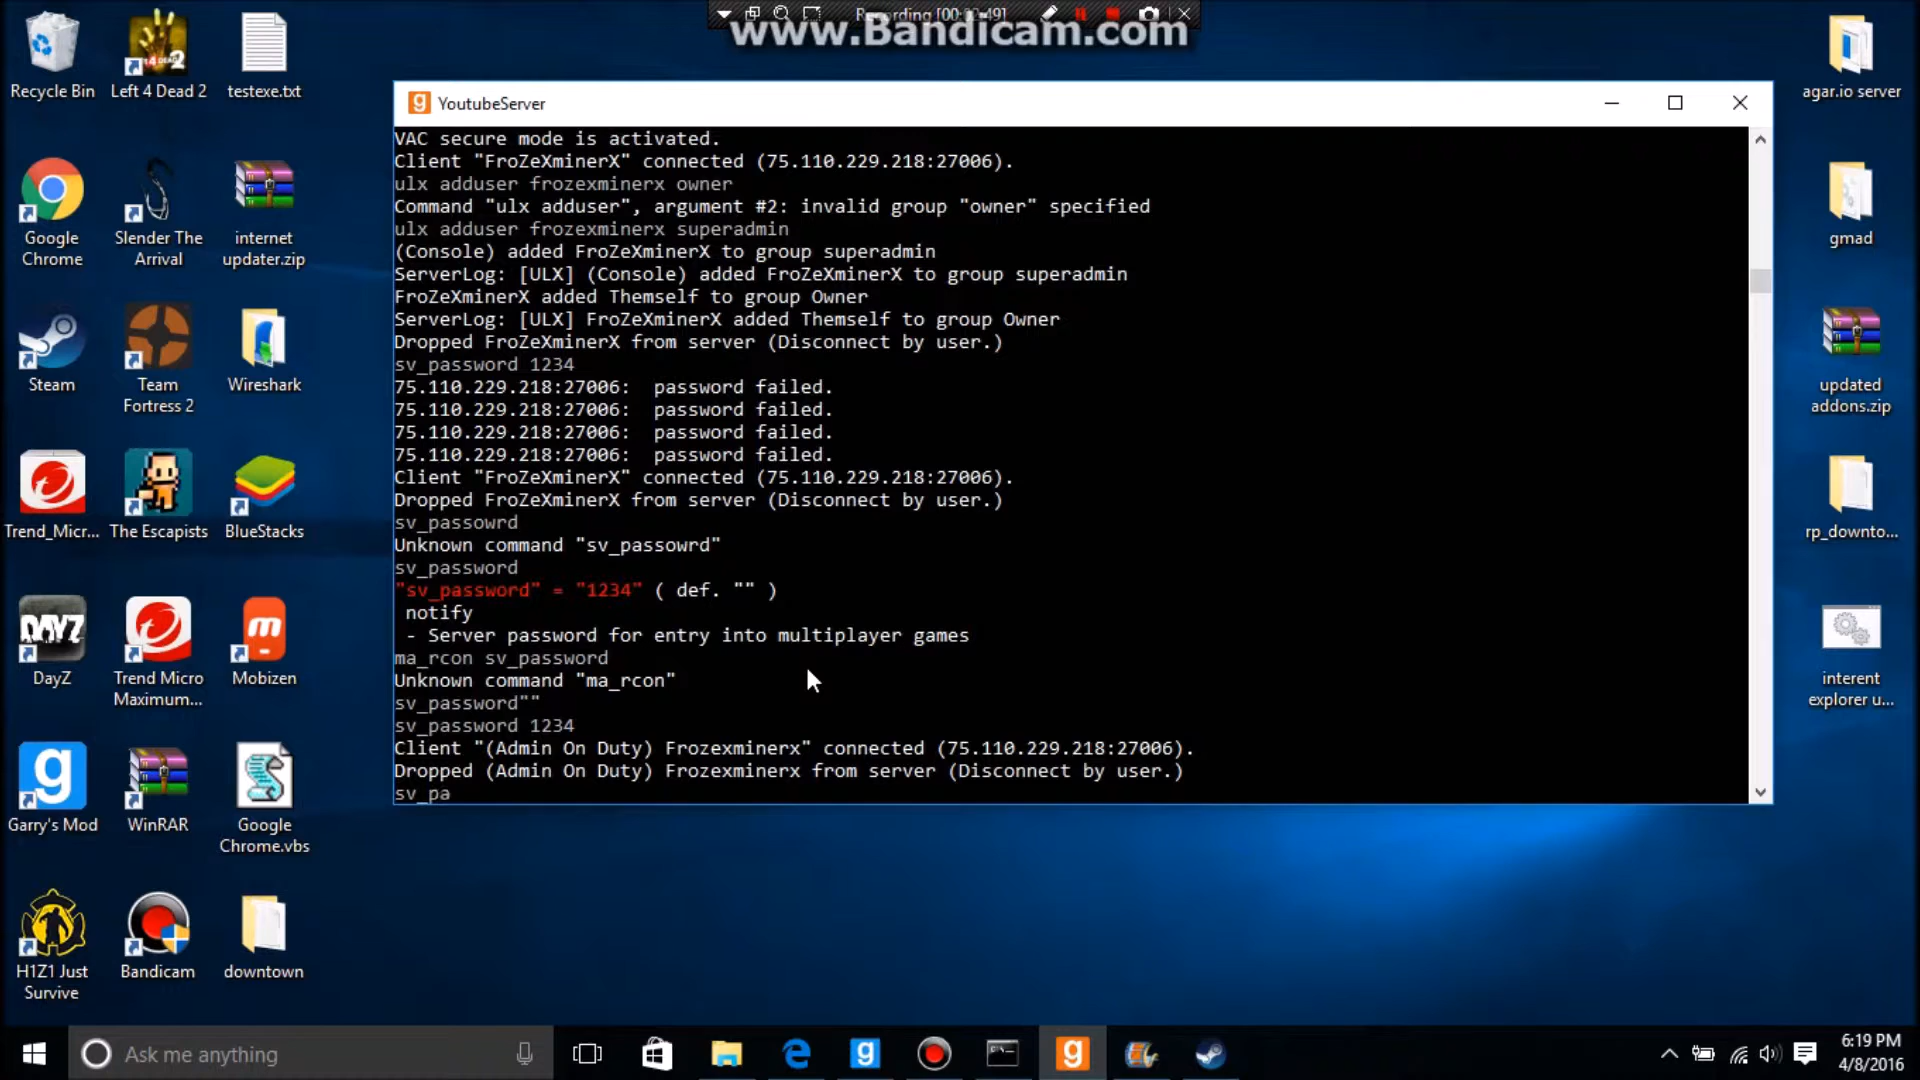 Recording [00:02:49]
www.Bandicam.com
Recycle Bin
Left 4 Dead 2
testexe.txt
agar.io server
Google
Chrome
Slender The
Arrival
internet
updater.zip
gmad
Steam
Team
Fortress 2
Wireshark
updated
addons.zip
Trend_Micr...
The Escapists
BlueStacks
rp_downto...
DAYZ
DayZ
Trend Micro
Maximum...
Mobizen
interent
explorer u...
Garry's Mod
WinRAR
Google
Chrome.vbs
H1Z1 Just
Survive
Bandicam
downtown
YoutubeServer
VAC secure mode is activated.
Client "FroZeXminerX" connected (75.110.229.218:27006).
ulx adduser frozexminerx owner
Command "ulx adduser", argument #2: invalid group "owner" specified
ulx adduser frozexminerx superadmin
(Console) added FroZeXminerX to group superadmin
ServerLog: [ULX] (Console) added FroZeXminerX to group superadmin
FroZeXminerX added Themself to group Owner
ServerLog: [ULX] FroZeXminerX added Themself to group Owner
Dropped FroZeXminerX from server (Disconnect by user.)
sv_password 1234
75.110.229.218:27006:  password failed.
75.110.229.218:27006:  password failed.
75.110.229.218:27006:  password failed.
75.110.229.218:27006:  password failed.
Client "FroZeXminerX" connected (75.110.229.218:27006).
Dropped FroZeXminerX from server (Disconnect by user.)
sv_passowrd
Unknown command "sv_passowrd"
sv_password
"sv_password" = "1234" ( def. "" )
notify
- Server password for entry into multiplayer games
ma_rcon sv_password
Unknown command "ma_rcon"
sv_password""
sv_password 1234
Client "(Admin On Duty) Frozexminerx" connected (75.110.229.218:27006).
Dropped (Admin On Duty) Frozexminerx from server (Disconnect by user.)
sv_pa
Ask me anything
6:19 PM
4/8/2016